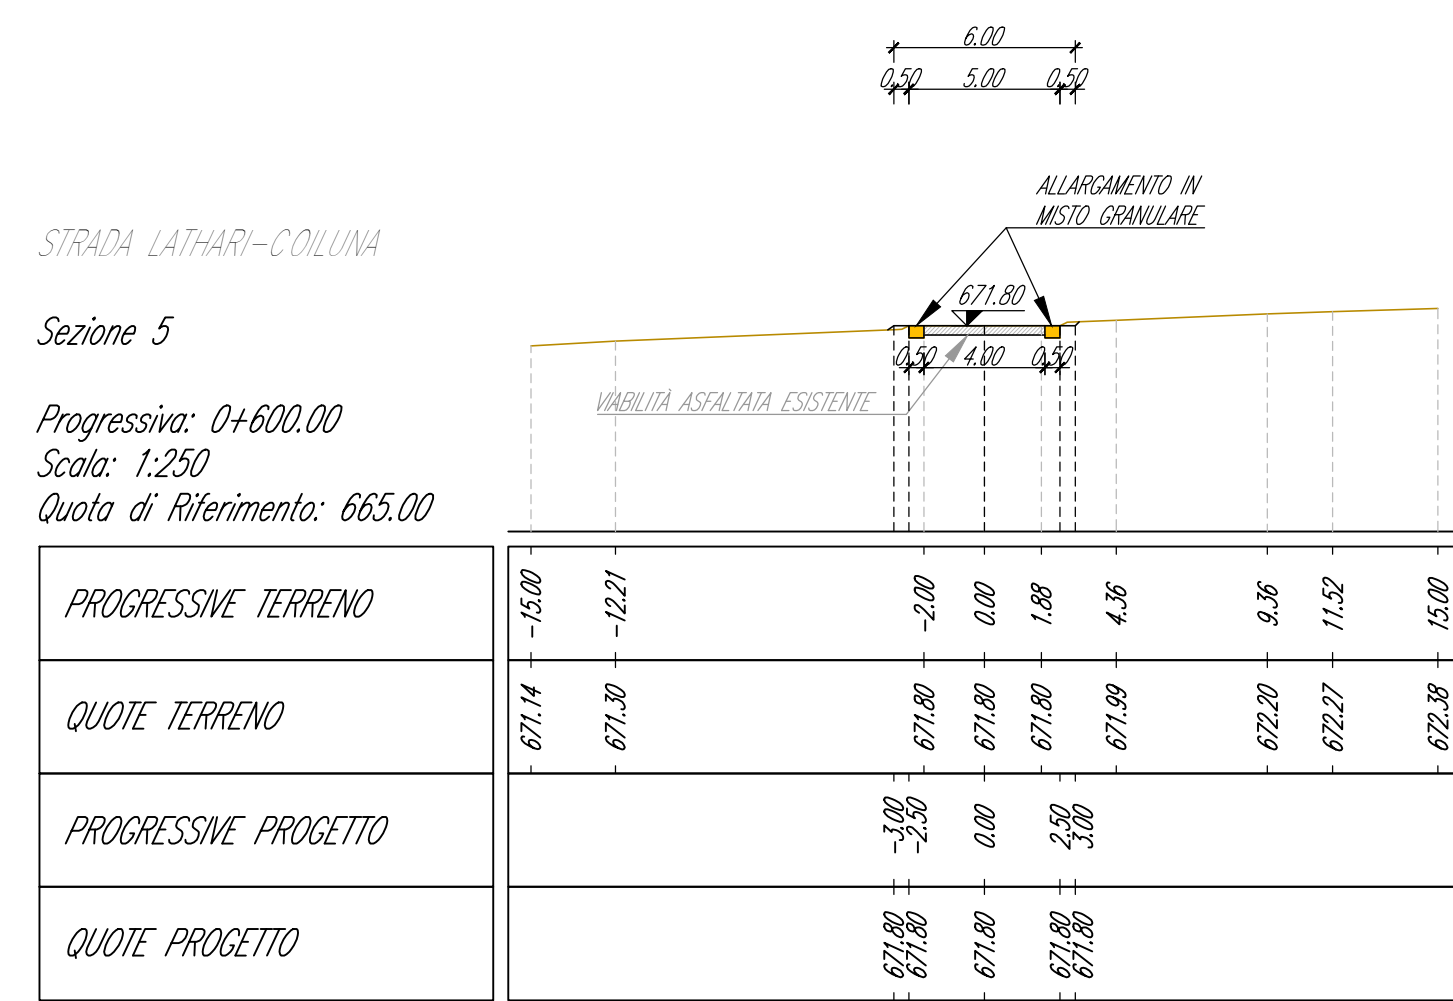 6.00
0.50 5.00 0.50
ALLARGAMENTO IN
MISTO GRANULARE
STRADA LATHARI-COILUNA
671.80
Sezione 5
0.50 4.00 0.50
VIABILITÀ ASFALTATA ESISTENTE
Progressiva: 0+600.00
Scala: 1:250
Quota di Riferimento: 665.00
PROGRESSIVE TERRENO -15.00 -12.21 -2.00 0.00 1.88 4.36 9.36 11.52 15.00
QUOTE TERRENO 671.14 671.30 671.80 671.80 671.80 671.99 672.20 672.27 672.38
PROGRESSIVE PROGETTO -3.00 -2.50 0.00 2.50 3.00
QUOTE PROGETTO 671.80 671.80 671.80 671.80 671.80